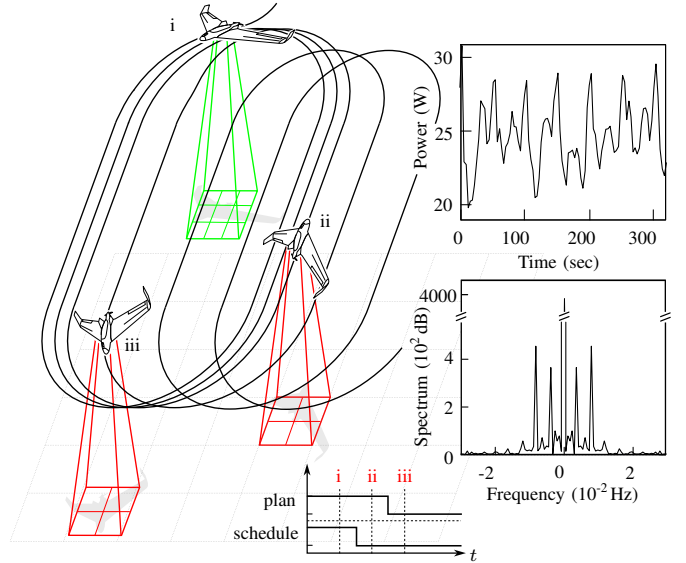 i
ii
iii
30
25
20
Power (W)
0
100
200
300
Time (sec)
4000
4
2
0
Spectrum (10² dB)
-2
0
2
Frequency (10⁻² Hz)
i
ii
iii
plan
schedule
t